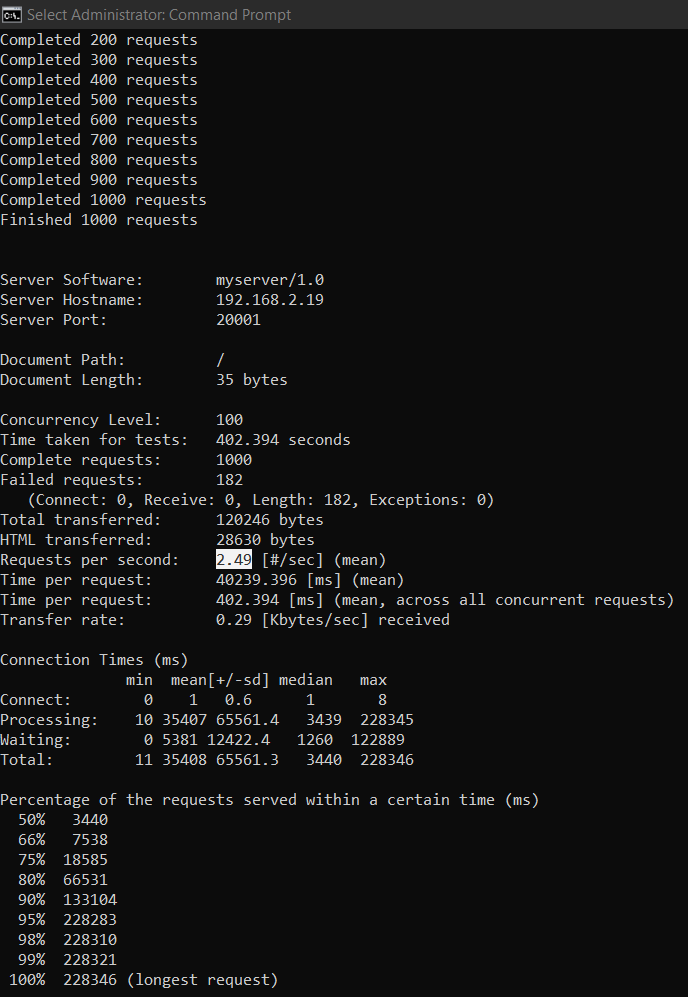 Select Administrator: Command Prompt
Completed 200 requests
Completed 300 requests
Completed 400 requests
Completed 500 requests
Completed 600 requests
Completed 700 requests
Completed 800 requests
Completed 900 requests
Completed 1000 requests
Finished 1000 requests


Server Software:        myserver/1.0
Server Hostname:        192.168.2.19
Server Port:            20001

Document Path:          /
Document Length:        35 bytes

Concurrency Level:      100
Time taken for tests:   402.394 seconds
Complete requests:      1000
Failed requests:        182
   (Connect: 0, Receive: 0, Length: 182, Exceptions: 0)
Total transferred:      120246 bytes
HTML transferred:       28630 bytes
Requests per second:    2.49 [#/sec] (mean)
Time per request:       40239.396 [ms] (mean)
Time per request:       402.394 [ms] (mean, across all concurrent requests)
Transfer rate:          0.29 [Kbytes/sec] received

Connection Times (ms)
              min  mean[+/-sd] median   max
Connect:        0    1   0.6      1       8
Processing:    10 35407 65561.4   3439  228345
Waiting:        0 5381 12422.4   1260  122889
Total:         11 35408 65561.3   3440  228346

Percentage of the requests served within a certain time (ms)
  50%   3440
  66%   7538
  75%  18585
  80%  66531
  90%  133104
  95%  228283
  98%  228310
  99%  228321
 100%  228346 (longest request)